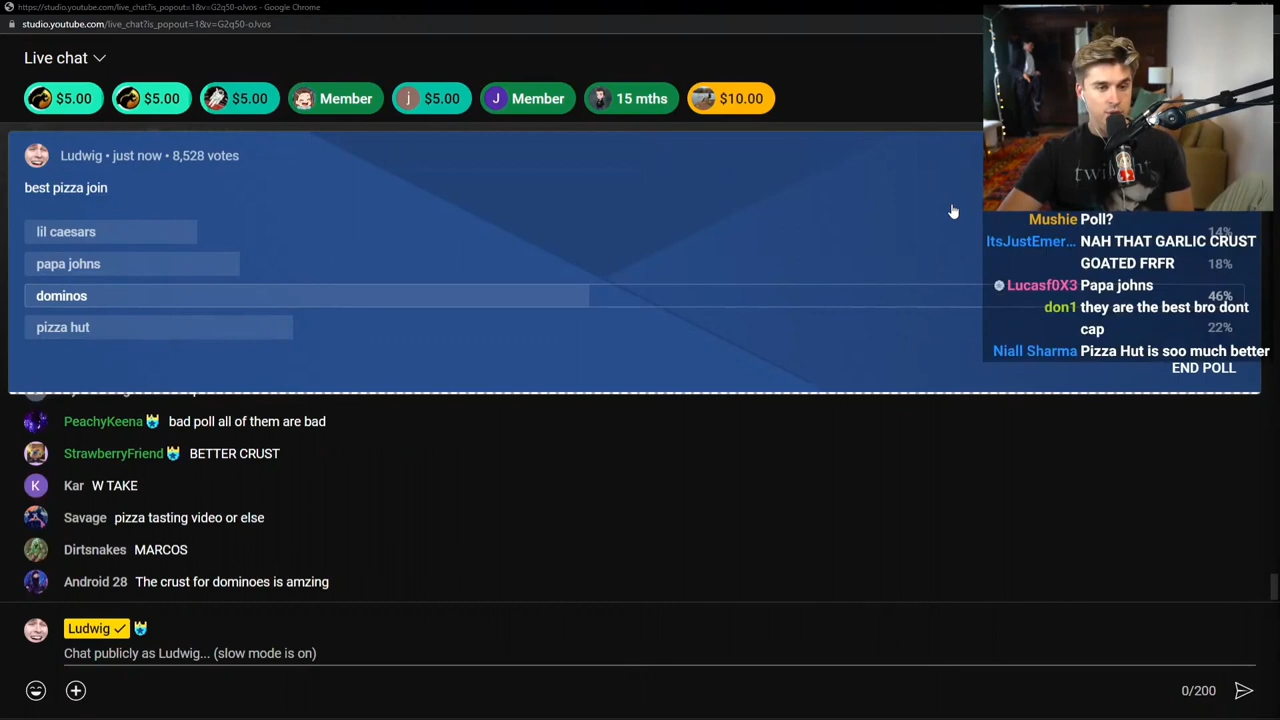 https://studio.youtube.com/live_chat?is_popout=1&v=G2q50-oJvos - Google Chrome
studio.youtube.com/live_chat?is_popout=1&v=G2q50-oJvos
Live chat
$5.00 $5.00 $5.00 Member $5.00 J Member 15 mths $10.00
Ludwig • just now • 8,528 votes
best pizza join
lil caesars 14%
papa johns 18%
dominos 46%
pizza hut 22%
END POLL
twilight
Mushie Poll?
ItsJustEmer... NAH THAT GARLIC CRUST
GOATED FRFR
Lucasf0X3 Papa johns
don1 they are the best bro dont
cap
Niall Sharma Pizza Hut is soo much better
PeachyKeena bad poll all of them are bad
StrawberryFriend BETTER CRUST
K Kar W TAKE
Savage pizza tasting video or else
Dirtsnakes MARCOS
Android 28 The crust for dominoes is amzing
Ludwig
Chat publicly as Ludwig... (slow mode is on)
0/200